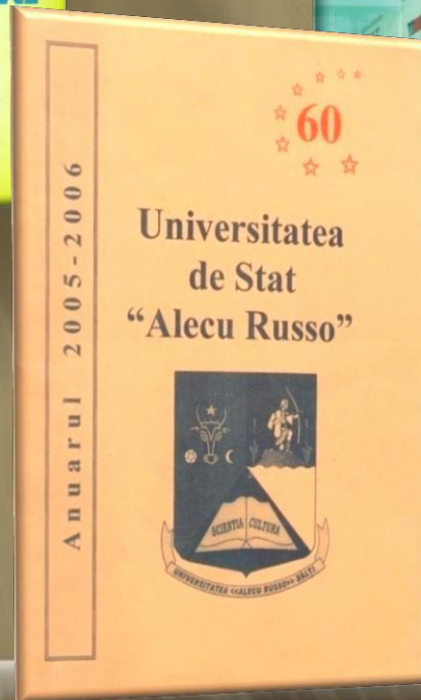 60
Universitatea
de Stat
“Alecu Russo”
Anuarul 2005-2006
SCIENTIA CULTURA
UNIVERSITATEA <<ALECU RUSSO>> BĂLŢI